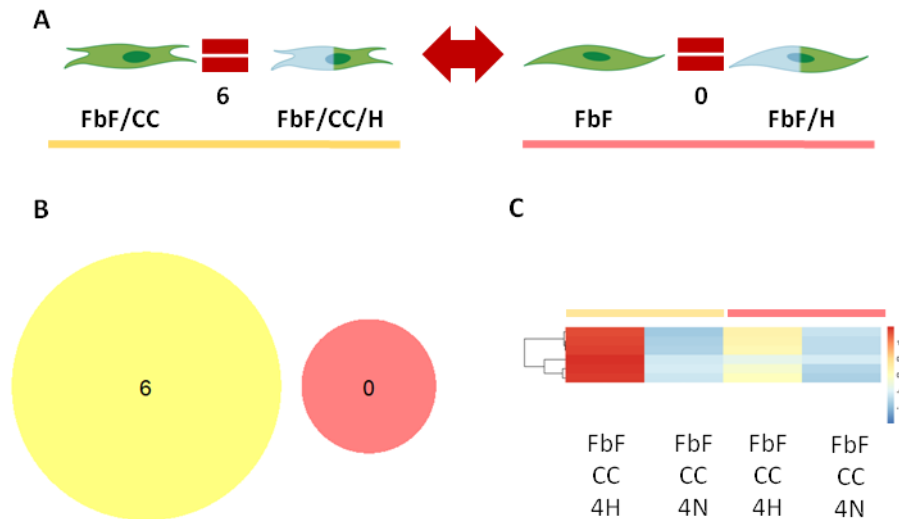 A
6
0
FbF/CC
FbF/CC/H
FbF
FbF/H
B
C
6
0
FbF FbF FbF FbF
CC CC CC CC
4H 4N 4H 4N